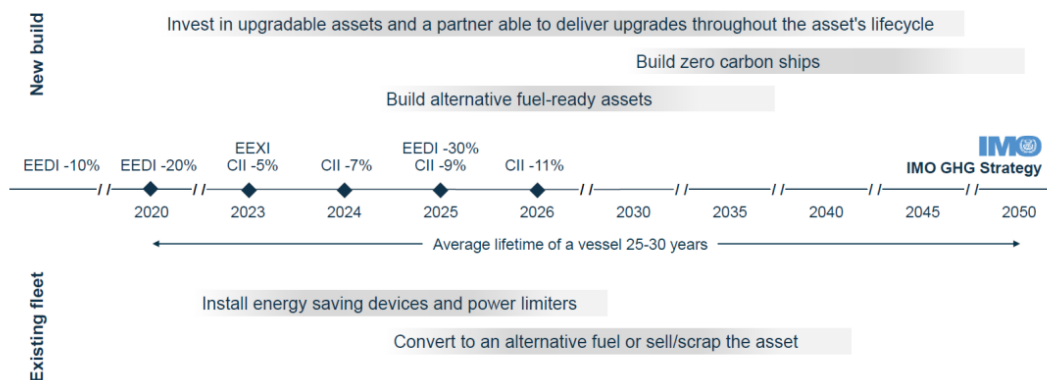 New build
Invest in upgradable assets and a partner able to deliver upgrades throughout the asset's lifecycle
Build zero carbon ships
Build alternative fuel-ready assets
EEDI -10%
EEDI -20%
EEXI
CII -5%
CII -7%
EEDI -30%
CII -9%
CII -11%
IMO
IMO GHG Strategy
2020
2023
2024
2025
2026
2030
2035
2040
2045
2050
Average lifetime of a vessel 25-30 years
Existing fleet
Install energy saving devices and power limiters
Convert to an alternative fuel or sell/scrap the asset